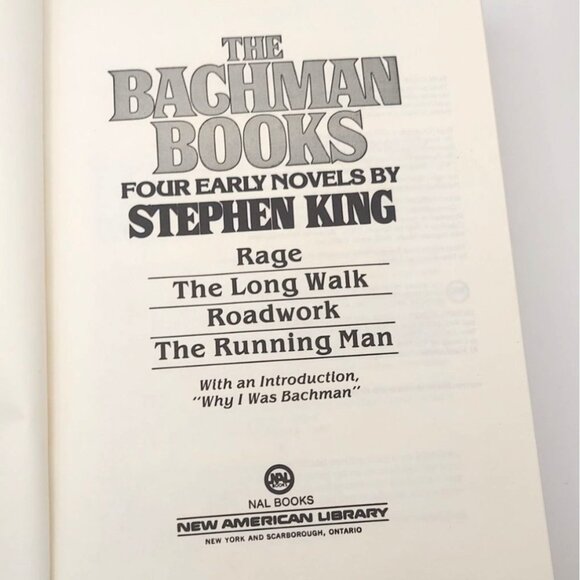 THE
BACHMAN
BOOKS
FOUR EARLY NOVELS BY
STEPHEN KING
Rage
The Long Walk
Roadwork
The Running Man
With an Introduction,
"Why I Was Bachman"
NAL
BOOKS
NAL BOOKS
NEW AMERICAN LIBRARY
NEW YORK AND SCARBOROUGH, ONTARIO